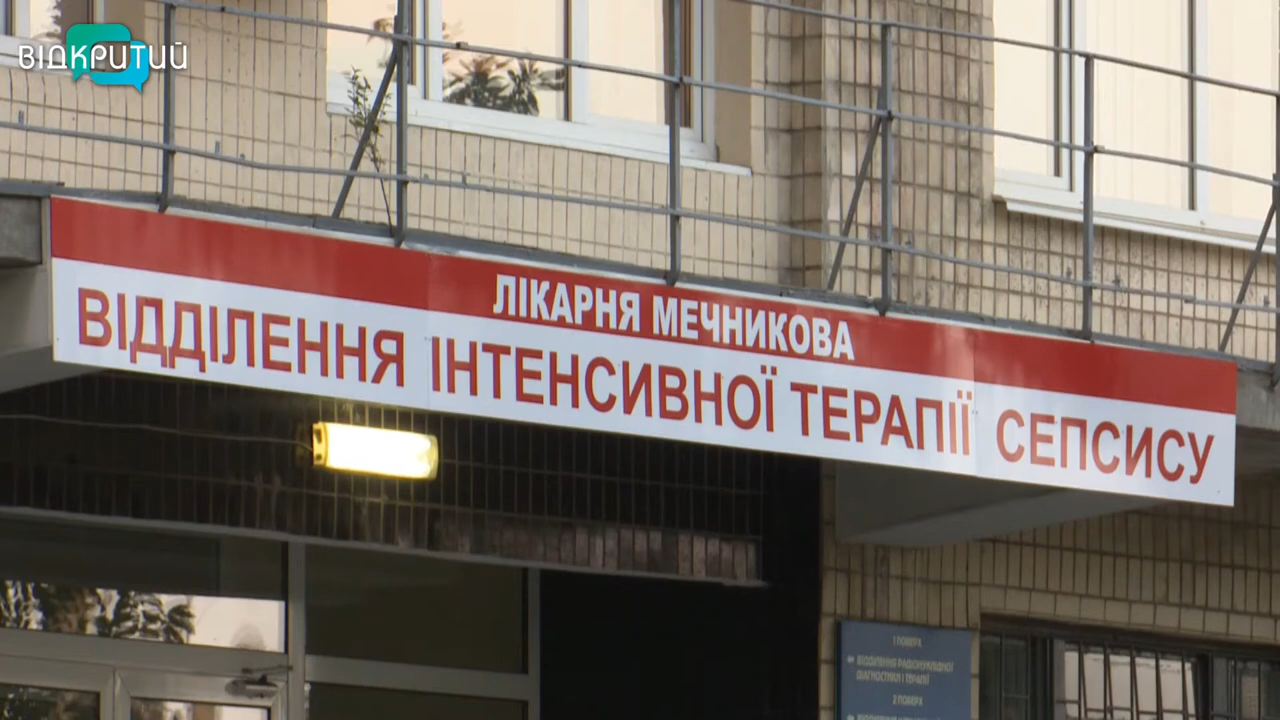 ВІДКРИТИЙ
ЛІКАРНЯ МЕЧНИКОВА
ВІДДІЛЕННЯ ІНТЕНСИВНОЇ ТЕРАПІЇ СЕПСИСУ
1 ПОВЕРХ
ВІДДІЛЕННЯ РАДІОНУКЛІДНОЇ
ДІАГНОСТИКИ І ТЕРАПІЇ
2 ПОВЕРХ